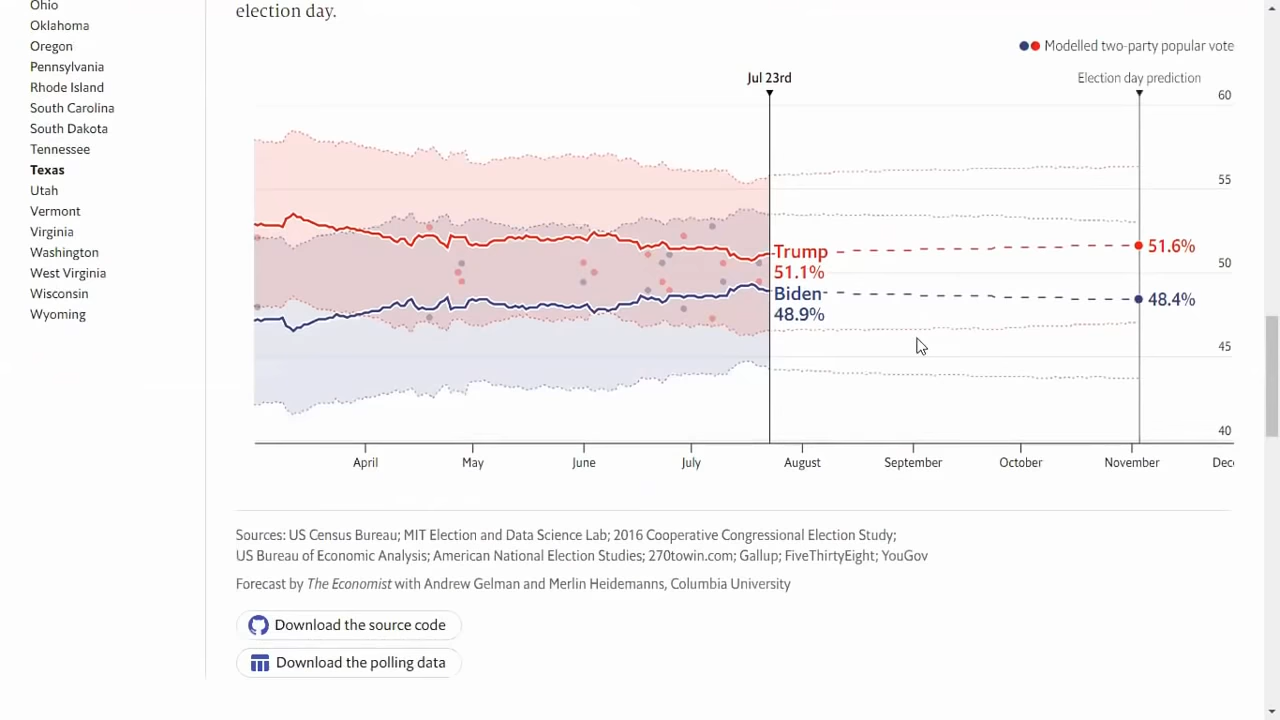 Ohio
Oklahoma
Oregon
Pennsylvania
Rhode Island
South Carolina
South Dakota
Tennessee
Texas
Utah
Vermont
Virginia
Washington
West Virginia
Wisconsin
Wyoming
election day.
Modelled two-party popular vote
Jul 23rd
Election day prediction
60
55
50
45
40
Trump
51.1%
Biden
48.9%
51.6%
48.4%
April May June July August September October November Dec
Sources: US Census Bureau; MIT Election and Data Science Lab; 2016 Cooperative Congressional Election Study;
US Bureau of Economic Analysis; American National Election Studies; 270towin.com; Gallup; FiveThirtyEight; YouGov
Forecast by The Economist with Andrew Gelman and Merlin Heidemanns, Columbia University
Download the source code
Download the polling data